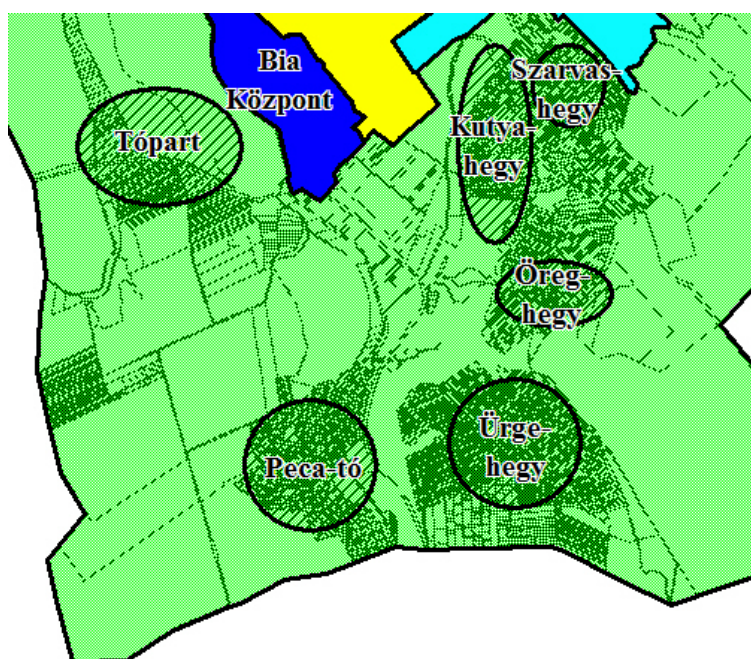 Bia
Központ
Szarvas-
hegy
Tópart
Kutya-
hegy
Öreg-
hegy
Ürge-
hegy
Peca-tó